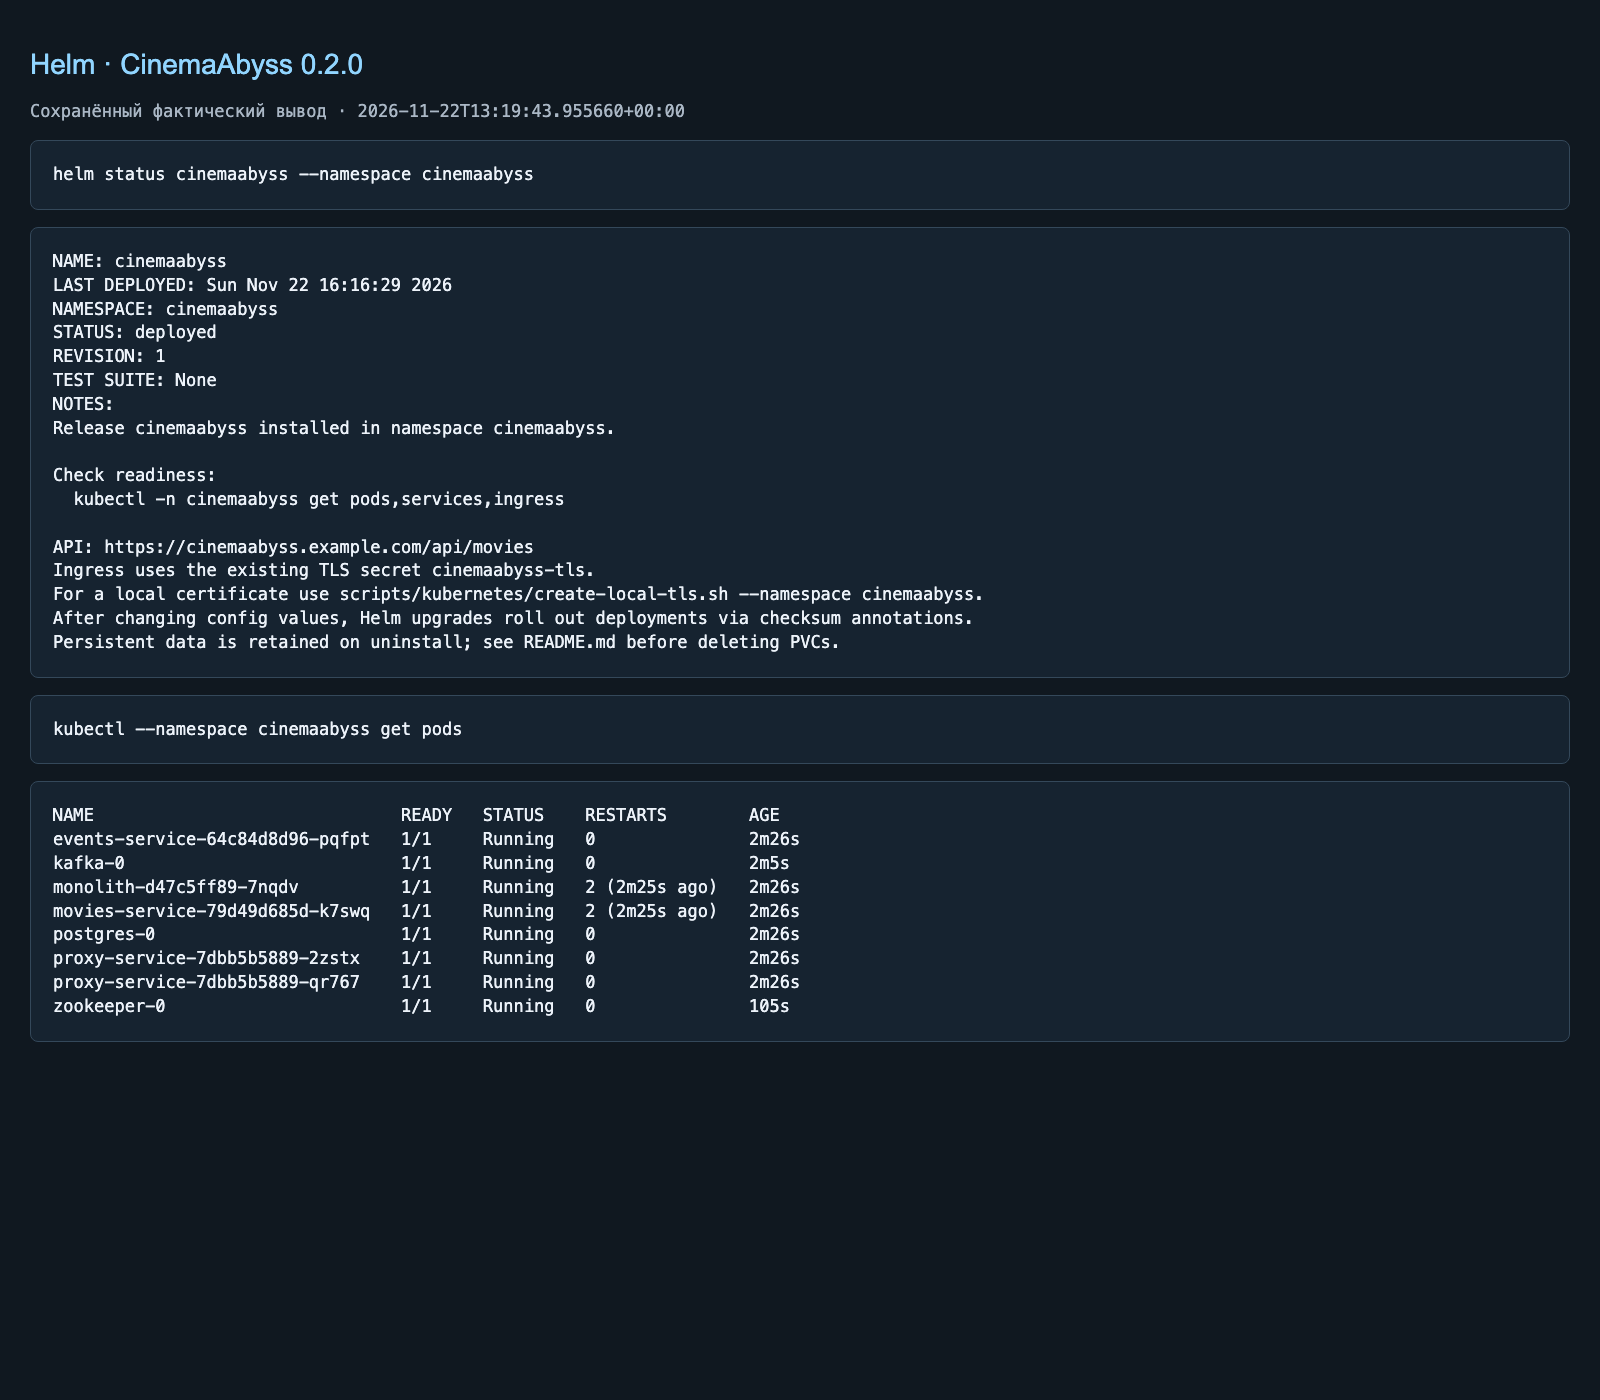 Helm · CinemaAbyss 0.2.0
Сохранённый фактический вывод · 2026-11-22T13:19:43.955660+00:00
helm status cinemaabyss --namespace cinemaabyss
NAME: cinemaabyss
LAST DEPLOYED: Sun Nov 22 16:16:29 2026
NAMESPACE: cinemaabyss
STATUS: deployed
REVISION: 1
TEST SUITE: None
NOTES:
Release cinemaabyss installed in namespace cinemaabyss.
Check readiness:
  kubectl -n cinemaabyss get pods,services,ingress
API: https://cinemaabyss.example.com/api/movies
Ingress uses the existing TLS secret cinemaabyss-tls.
For a local certificate use scripts/kubernetes/create-local-tls.sh --namespace cinemaabyss.
After changing config values, Helm upgrades roll out deployments via checksum annotations.
Persistent data is retained on uninstall; see README.md before deleting PVCs.
kubectl --namespace cinemaabyss get pods
NAME                              READY   STATUS    RESTARTS        AGE
events-service-64c84d8d96-pqfpt   1/1     Running   0               2m26s
kafka-0                           1/1     Running   0               2m5s
monolith-d47c5ff89-7nqdv          1/1     Running   2 (2m25s ago)   2m26s
movies-service-79d49d685d-k7swq   1/1     Running   2 (2m25s ago)   2m26s
postgres-0                        1/1     Running   0               2m26s
proxy-service-7dbb5b5889-2zstx    1/1     Running   0               2m26s
proxy-service-7dbb5b5889-qr767    1/1     Running   0               2m26s
zookeeper-0                       1/1     Running   0               105s